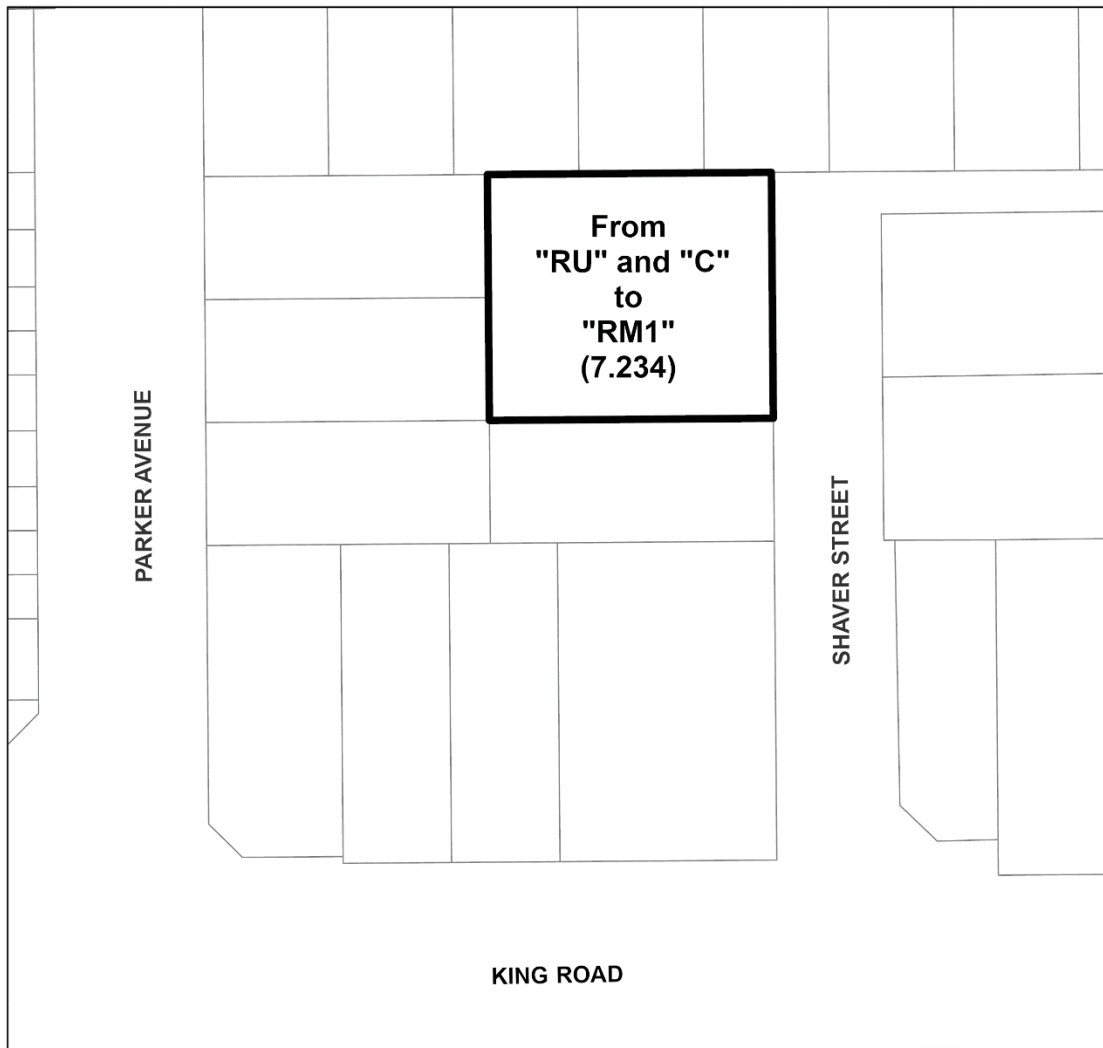 From
"RU" and "C"
to
"RM1"
(7.234)
PARKER AVENUE
SHAVER STREET
KING ROAD